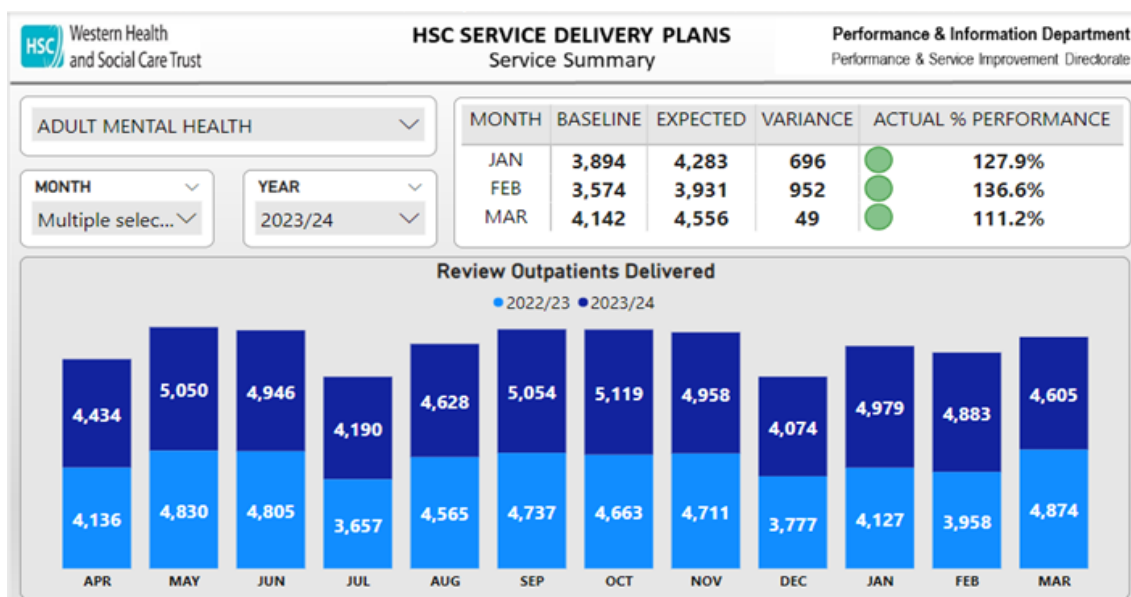 HSC
Western Health
and Social Care Trust
HSC SERVICE DELIVERY PLANS
Service Summary
Performance & Information Department
Performance & Service Improvement Directorate
ADULT MENTAL HEALTH
MONTH
Multiple selec...
YEAR
2023/24
MONTH BASELINE EXPECTED VARIANCE ACTUAL % PERFORMANCE
JAN 3,894 4,283 696 127.9%
FEB 3,574 3,931 952 136.6%
MAR 4,142 4,556 49 111.2%
Review Outpatients Delivered
2022/23 2023/24
4,434 5,050 4,946 4,190 4,628 5,054 5,119 4,958 4,074 4,979 4,883 4,605
4,136 4,830 4,805 3,657 4,565 4,737 4,663 4,711 3,777 4,127 3,958 4,874
APR MAY JUN JUL AUG SEP OCT NOV DEC JAN FEB MAR